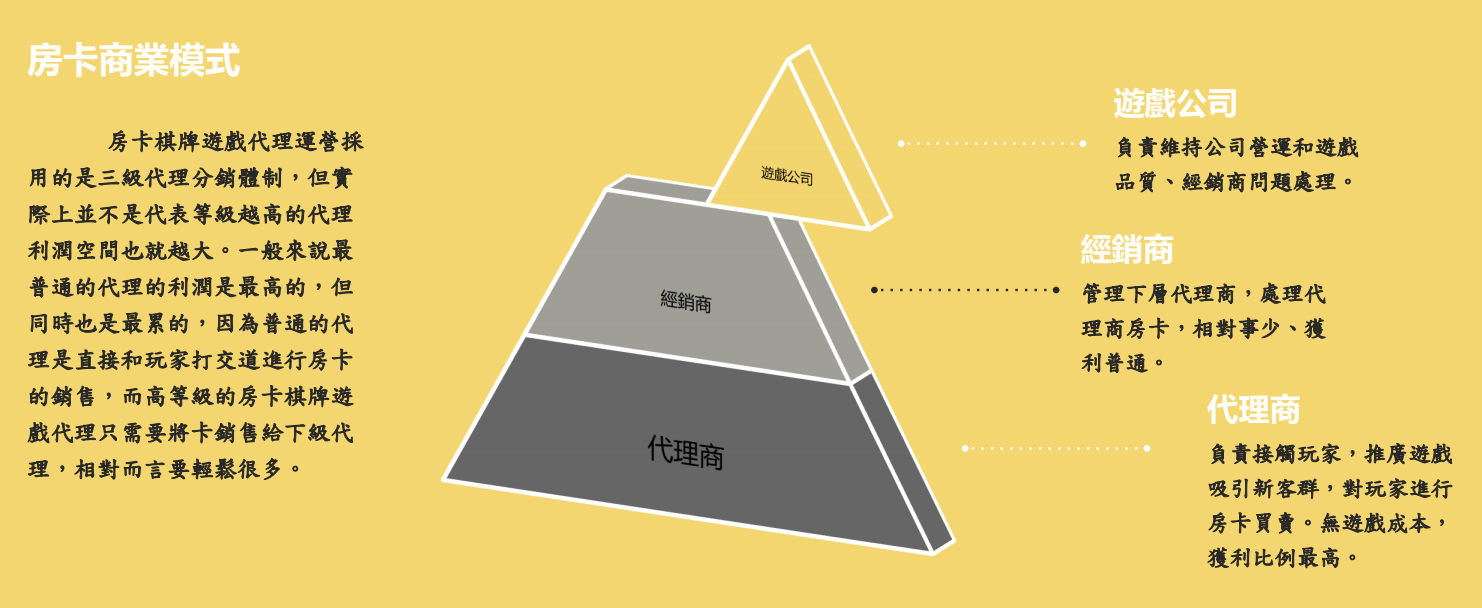 房卡商業模式
房卡棋牌遊戲代理運營採
用的是三級代理分銷體制，但實
際上並不是代表等級越高的代理
利潤空間也就越大。一般來說最
普通的代理的利潤是最高的，但
同時也是最累的，因為普通的代
理是直接和玩家打交道進行房卡
的銷售，而高等級的房卡棋牌遊
戲代理只需要將卡銷售給下級代
理，相對而言要輕鬆很多。
遊戲公司
經銷商
代理商
遊戲公司
負責維持公司營運和遊戲
品質、經銷商問題處理。
經銷商
管理下層代理商，處理代
理商房卡，相對事少、獲
利普通。
代理商
負責接觸玩家，推廣遊戲
吸引新客群，對玩家進行
房卡買賣。無遊戲成本，
獲利比例最高。